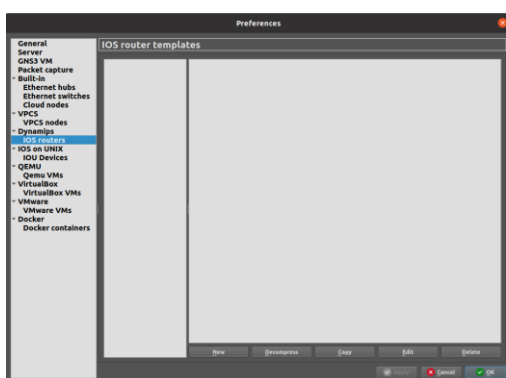 Preferences
General
Server
GNS3 VM
Packet capture
Built-in
Ethernet hubs
Ethernet switches
Cloud nodes
VPCS
VPCS nodes
Dynamips
IOS routers
IOS on UNIX
IOU Devices
QEMU
Qemu VMs
VirtualBox
VirtualBox VMs
VMware
VMware VMs
Docker
Docker containers
IOS router templates
New Decompress Copy Edit Delete
Apply Cancel OK